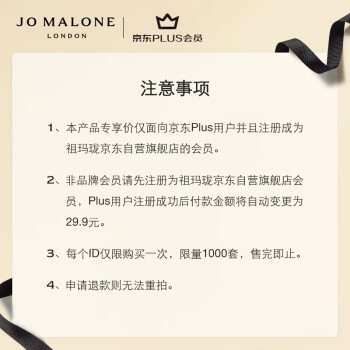 JO MALONE
LONDON
京东PLUS会员
注意事项
1、本产品专享价仅面向京东Plus用户并且注册成为
祖玛珑京东自营旗舰店的会员。
2、非品牌会员请先注册为祖玛珑京东自营旗舰店会
员，Plus用户注册成功后付款金额将自动变更为
29.9元。
3、每个ID仅限购买一次，限量1000套，售完即止。
4、申请退款则无法重拍。